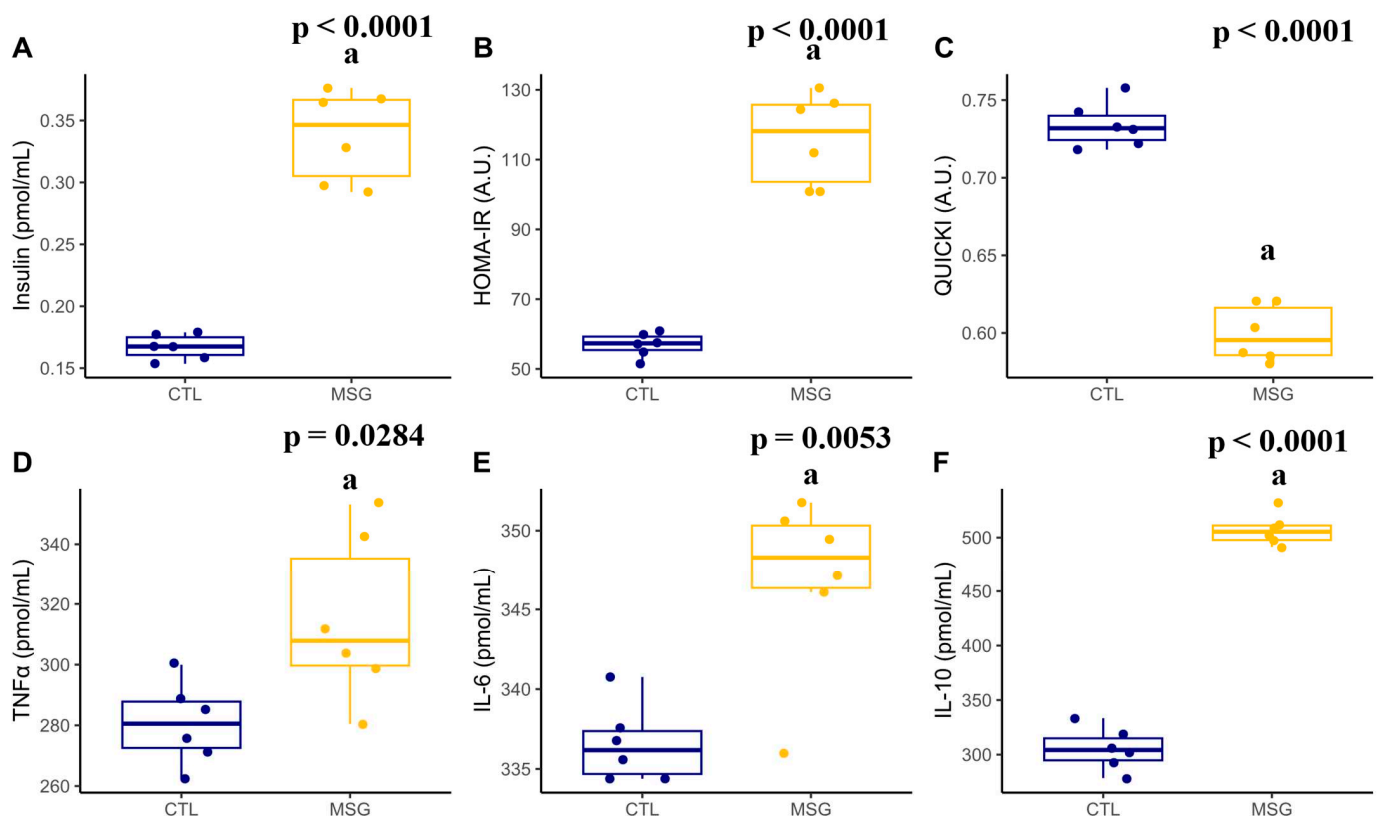 A
p < 0.0001
a
Insulin (pmol/mL)
0.35
0.30
0.25
0.20
0.15
CTL
MSG
B
p < 0.0001
a
HOMA-IR (A.U.)
130
110
90
70
50
CTL
MSG
C
p < 0.0001
a
QUICKI (A.U.)
0.75
0.70
0.65
0.60
CTL
MSG
D
p = 0.0284
a
TNFα (pmol/mL)
340
320
300
280
260
CTL
MSG
E
p = 0.0053
a
IL-6 (pmol/mL)
350
345
340
335
CTL
MSG
F
p < 0.0001
a
IL-10 (pmol/mL)
500
450
400
350
300
CTL
MSG